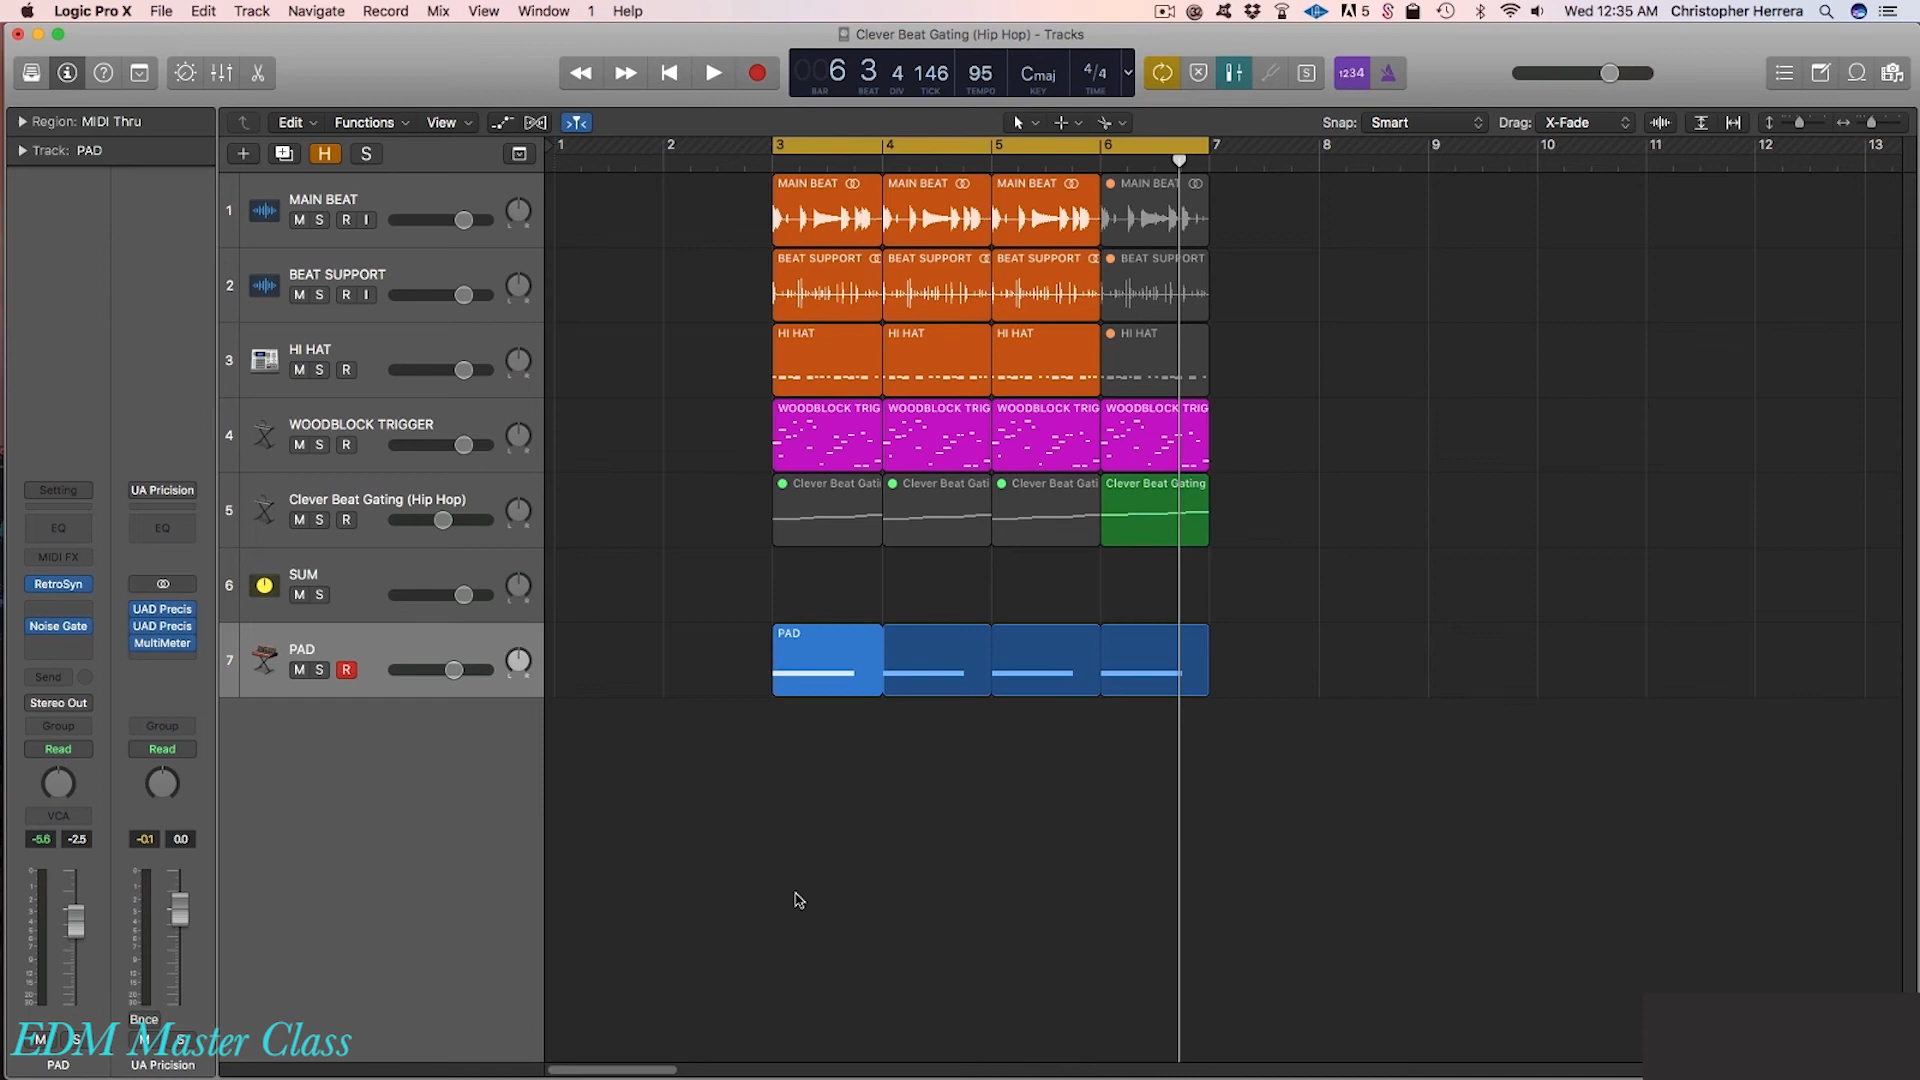 Logic Pro X File Edit Track Navigate Record Mix View Window 1 Help 5 Wed 12:35 AM Christopher Herrera
Clever Beat Gating (Hip Hop) - Tracks
6 3 4 146 95 Cmaj 4/4 S 1234
BAR BEAT DIV TICK TEMPO KEY TIME
Region: MIDI Thru Edit Functions View Snap: Smart Drag: X-Fade
Track: PAD H S 1 2 3 4 5 6 7 8 9 10 11 12 13
1 MAIN BEAT M S R I MAIN BEAT MAIN BEAT MAIN BEAT MAIN BEAT
2 BEAT SUPPORT M S R I BEAT SUPPORT BEAT SUPPORT BEAT SUPPORT BEAT SUPPORT
3 HI HAT M S R HI HAT HI HAT HI HAT HI HAT
4 WOODBLOCK TRIGGER M S R WOODBLOCK TRIG WOODBLOCK TRIG WOODBLOCK TRIG WOODBLOCK TRIG
5 Clever Beat Gating (Hip Hop) M S R Clever Beat Gati Clever Beat Gati Clever Beat Gati Clever Beat Gating
6 SUM M S
7 PAD M S R PAD
Setting UA Pricision
EQ EQ
MIDI FX
RetroSyn
UAD Precis
Noise Gate UAD Precis
MultiMeter
Send
Stereo Out
Group Group
Read Read
VCA
-5.6 -2.5 -0.1 0.0
Bnce
M S M S
EDM Master Class
PAD UA Pricision